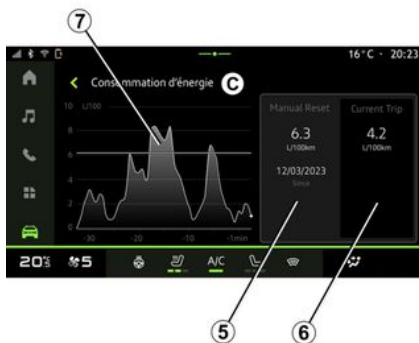 7
16°C · 20:23
Consommation d'énergie C
10 L/100
8
6
4
2
0
-30 -20 -10 -1min
Manual Reset
6.3
L/100km
12/03/2023
Since
Current Trip
4.2
L/100km
20°5 5 A/C
5 6